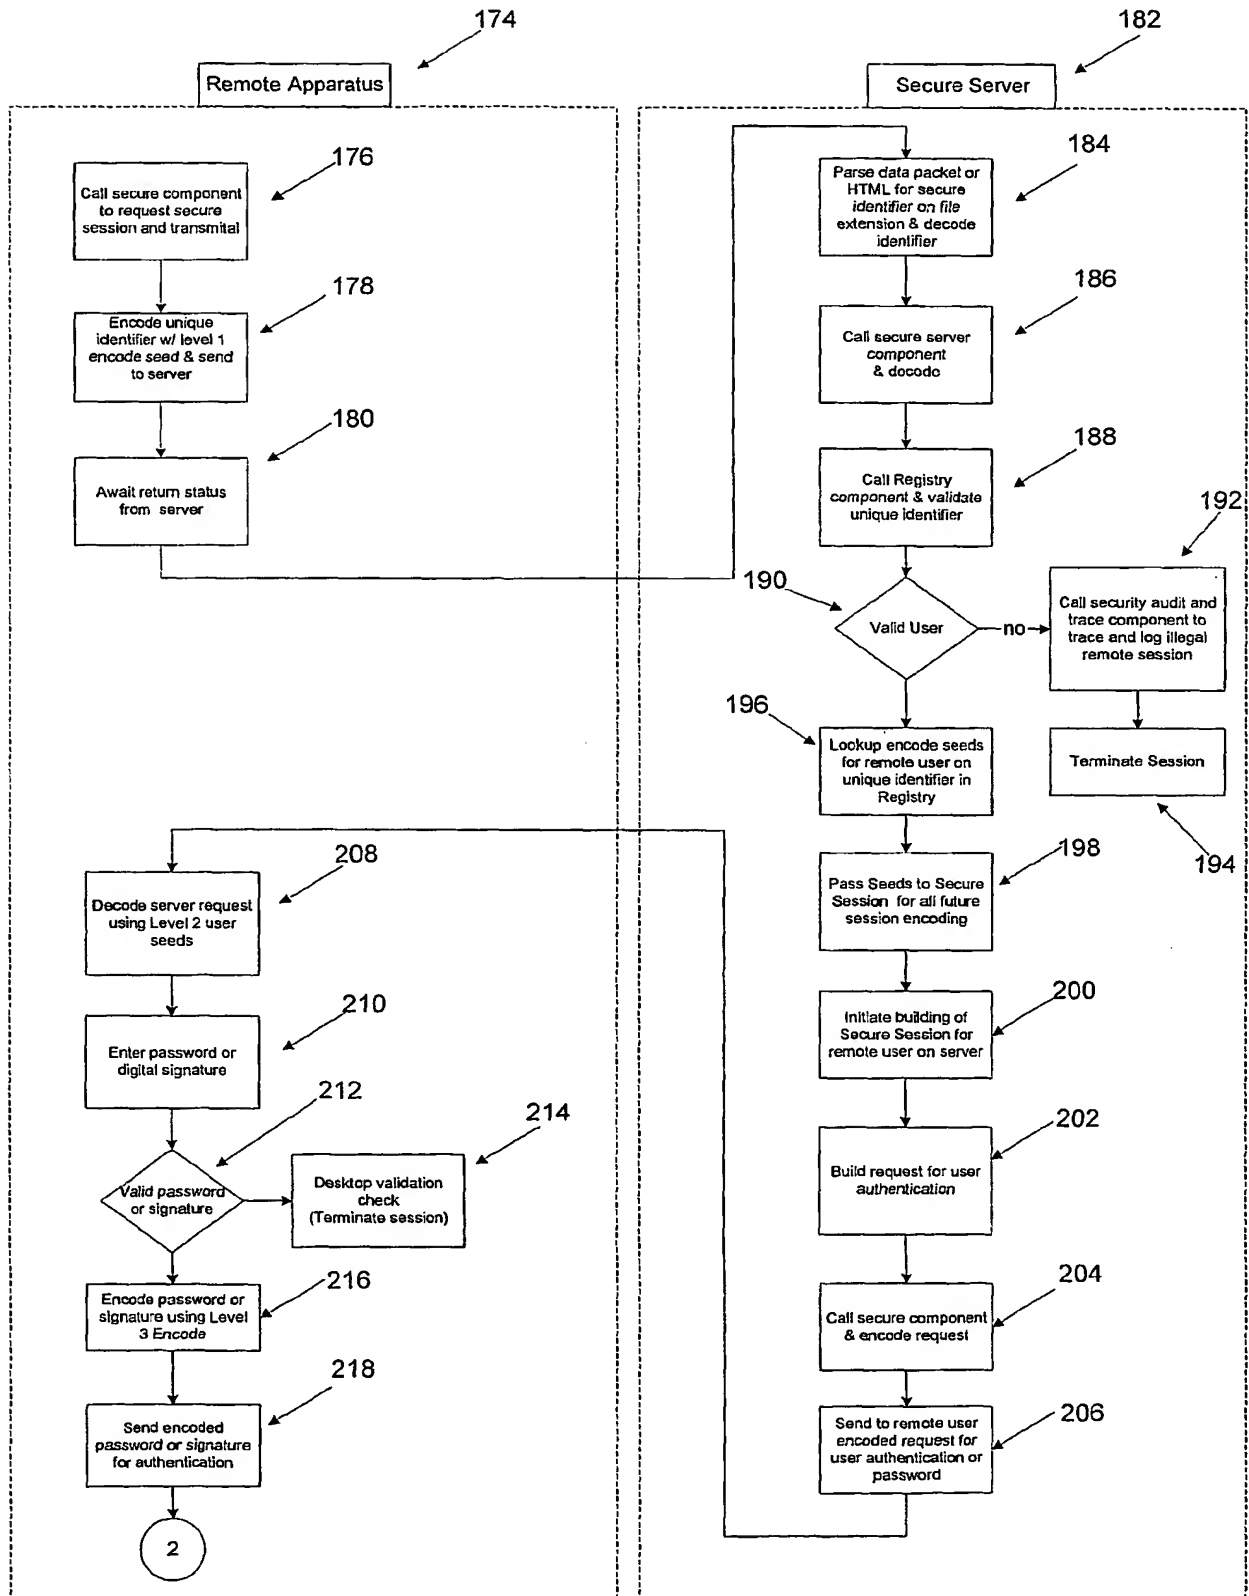 174
Remote Apparatus
176
Call secure component
to request secure
session and transmital
178
Encode unique
identifier w/ level 1
encode seed & send
to server
180
Await return status
from server
182
Secure Server
184
Parse data packet or
HTML for secure
identifier on file
extension & decode
identifier
186
Call secure server
component
& decode
188
Call Registry
component & validate
unique identifier
190
Valid User
no
192
Call security audit and
trace component to
trace and log illegal
remote session
Terminate Session
194
196
Lookup encode seeds
for remote user on
unique identifier in
Registry
198
Pass Seeds to Secure
Session for all future
session encoding
200
Initiate building of
Secure Session for
remote user on server
202
Build request for user
authentication
204
Call secure component
& encode request
206
Send to remote user
encoded request for
user authentication or
password
208
Decode server request
using Level 2 user
seeds
210
Enter password or
digital signature
212
Valid password
or signature
214
Desktop validation
check
(Terminate session)
216
Encode password or
signature using Level
3 Encode
218
Send encoded
password or signature
for authentication
2